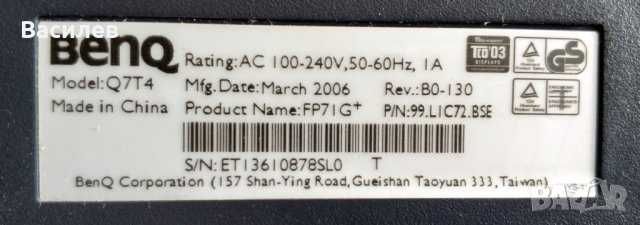 © Василев
BenQ
Rating:AC 100-240V,50-60Hz, 1A
TCO'03
DISPLAYS
GS
Model:Q7T4
Mfg.Date:March 2006
Rev.:B0-130
Made in China
Product Name:FP71G+
P/N:99.L1C72.BSE
S/N:ET13610878SL0 T
BenQ Corporation (157 Shan-Ying Road,Gueishan Taoyuan 333,Taiwan)